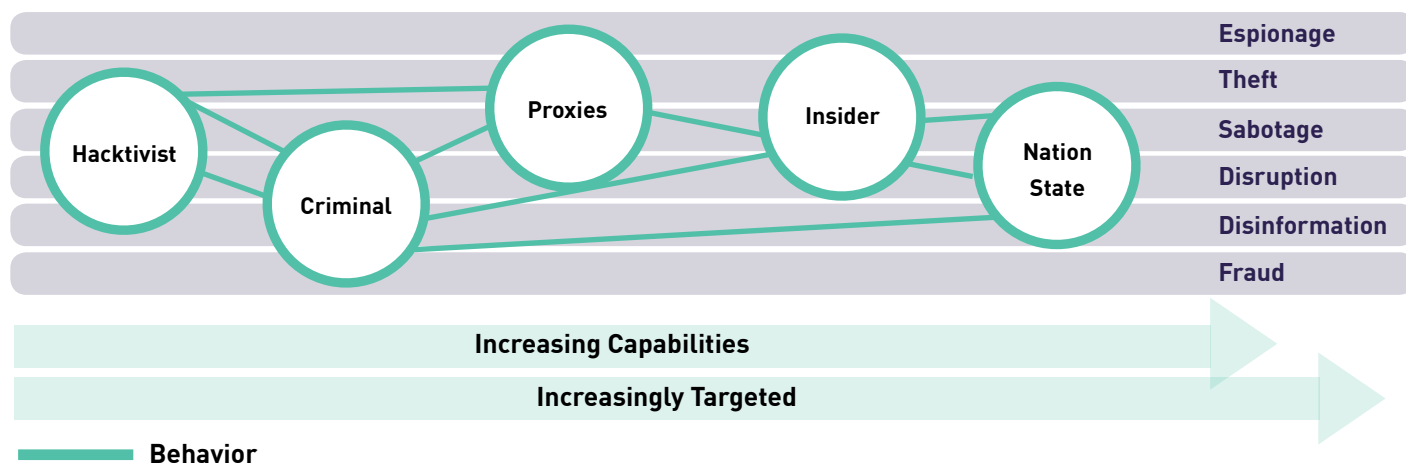 Espionage
Theft
Sabotage
Disruption
Disinformation
Fraud
Hacktivist
Criminal
Proxies
Insider
Nation
State
Increasing Capabilities
Increasingly Targeted
Behavior